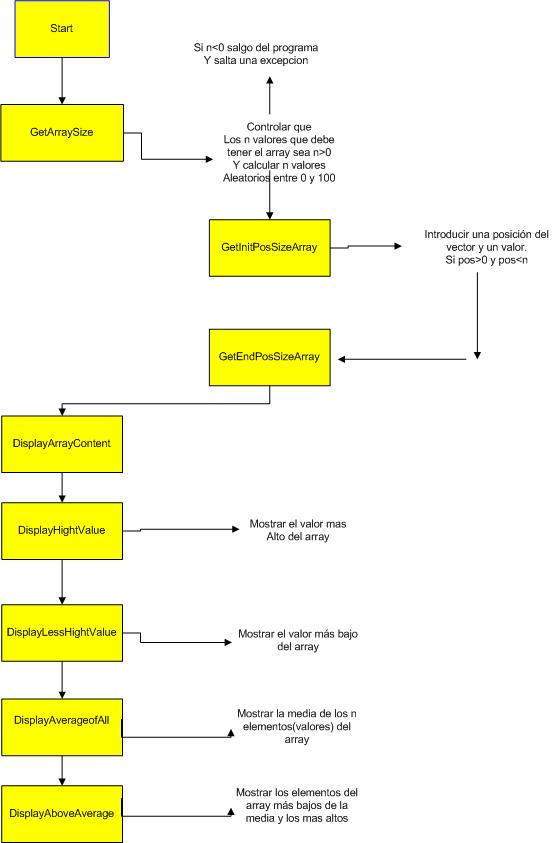 Start
Si n<0 salgo del programa
Y salta una excepcion
GetArraySize
Controlar que
Los n valores que debe
tener el array sea n>0
Y calcular n valores
Aleatorios entre 0 y 100
GetInitPosSizeArray
Introducir una posición del
vector y un valor.
Si pos>0 y pos<n
GetEndPosSizeArray
DisplayArrayContent
DisplayHightValue
Mostrar el valor mas
Alto del array
DisplayLessHightValue
Mostrar el valor más bajo
del array
DisplayAverageofAll
Mostrar la media de los n
elementos(valores) del
array
DisplayAboveAverage
Mostrar los elementos del
array más bajos de la
media y los mas altos